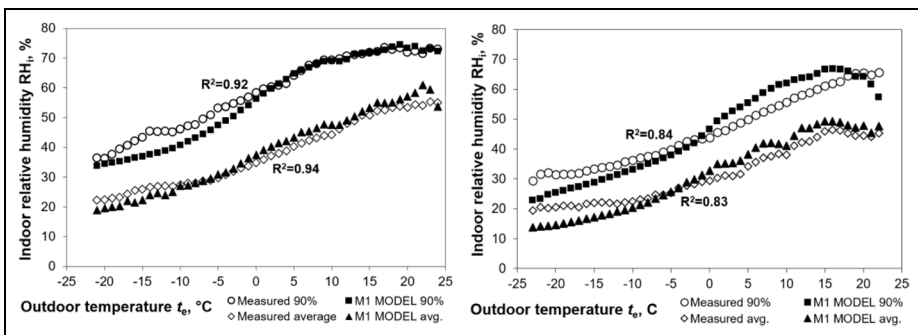 Indoor relative humidity RHi, %
80
70
60
50
40
30
20
10
0
R²=0.92
R²=0.94
-25 -20 -15 -10 -5 0 5 10 15 20 25
Outdoor temperature te, °C
Measured 90%
M1 MODEL 90%
Measured average
M1 MODEL avg.
Indoor relative humidity RHi, %
80
70
60
50
40
30
20
10
0
R²=0.84
R²=0.83
-25 -20 -15 -10 -5 0 5 10 15 20 25
Outdoor temperature te, C
Measured 90%
M1 MODEL 90%
Measured avg.
M1 MODEL avg.